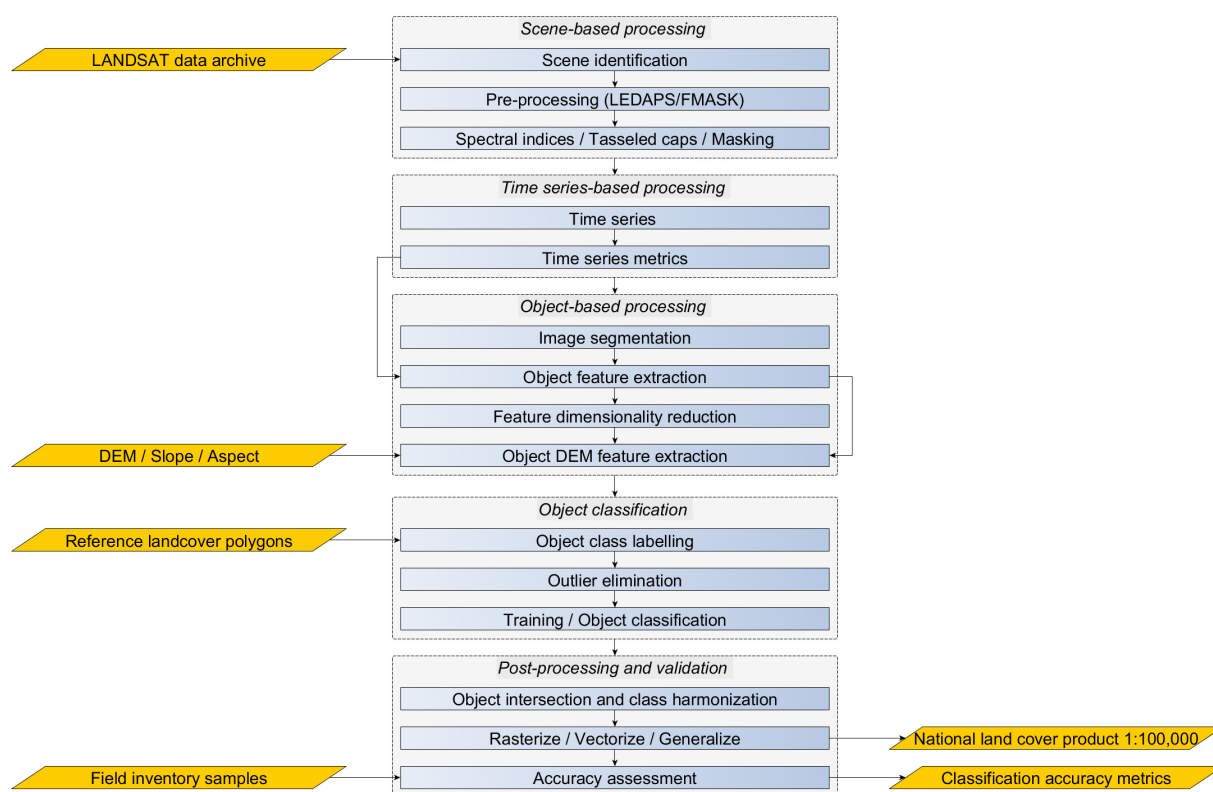 Scene-based processing
LANDSAT data archive
Scene identification
Pre-processing (LEDAPS/FMASK)
Spectral indices / Tasseled caps / Masking
Time series-based processing
Time series
Time series metrics
Object-based processing
Image segmentation
Object feature extraction
Feature dimensionality reduction
DEM / Slope / Aspect
Object DEM feature extraction
Object classification
Reference landcover polygons
Object class labelling
Outlier elimination
Training / Object classification
Post-processing and validation
Object intersection and class harmonization
Rasterize / Vectorize / Generalize
National land cover product 1:100,000
Field inventory samples
Accuracy assessment
Classification accuracy metrics